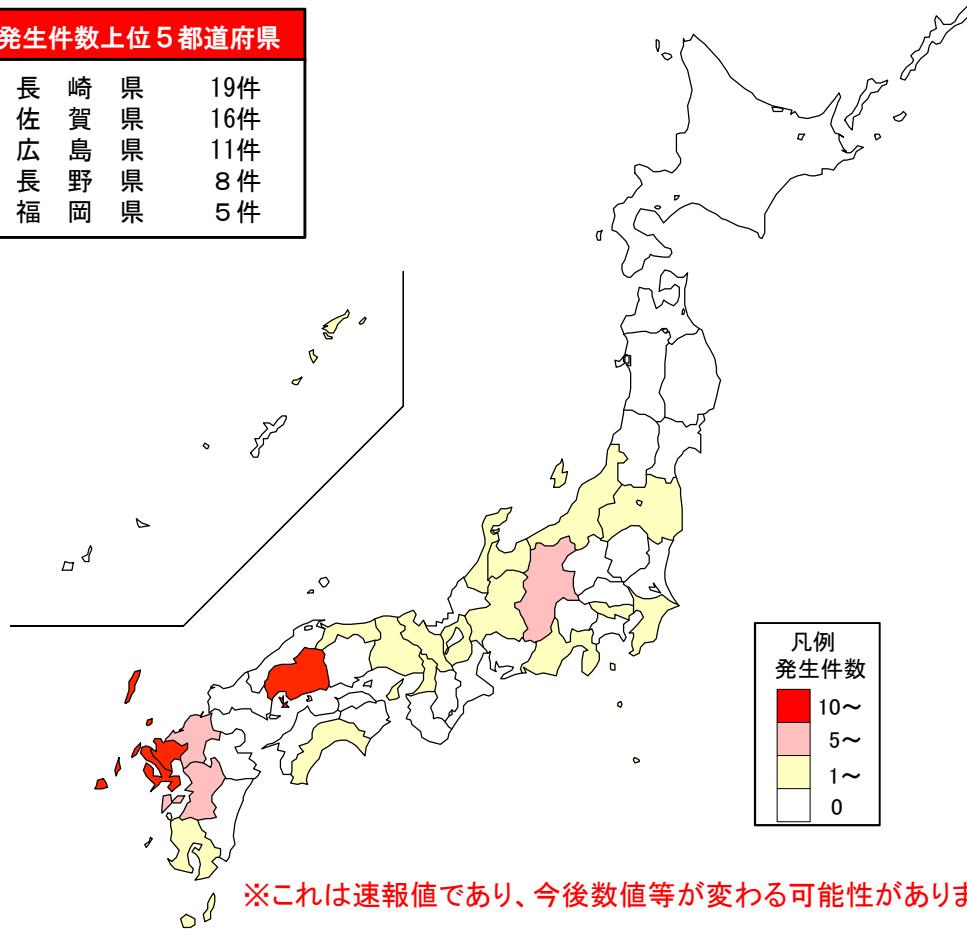 発生件数上位５都道府県
長崎県 19件
佐賀県 16件
広島県 11件
長野県 8件
福岡県 5件
凡例
発生件数
10～
5～
1～
0
※これは速報値であり、今後数値等が変わる可能性がありま